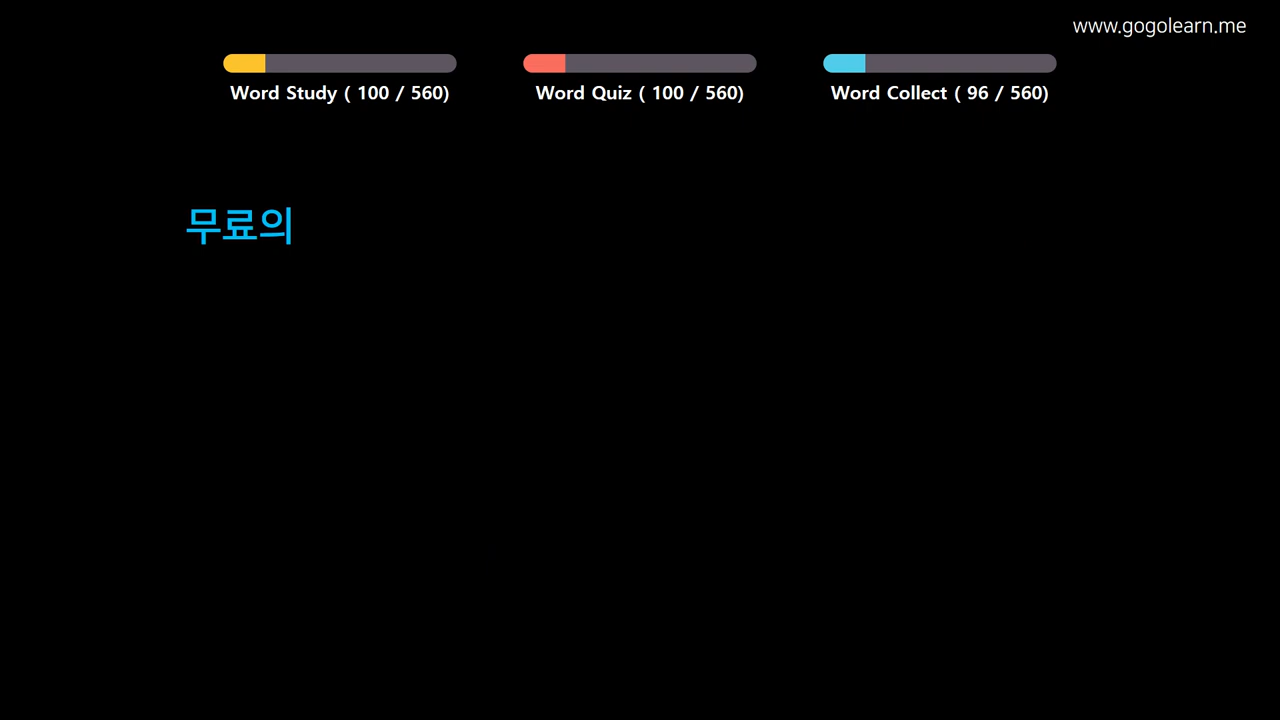 www.gogolearn.me
Word Study ( 100 / 560)
Word Quiz ( 100 / 560)
Word Collect ( 96 / 560)
무료의